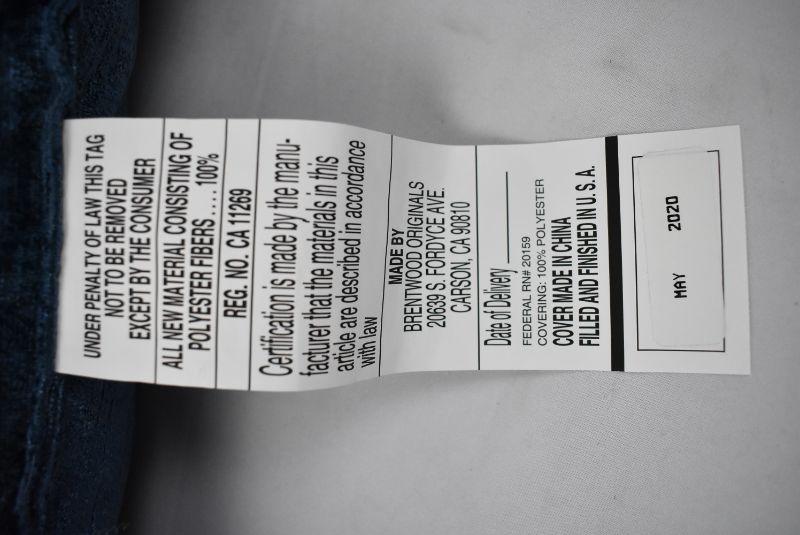 UNDER PENALTY OF LAW THIS TAG
NOT TO BE REMOVED
EXCEPT BY THE CONSUMER
ALL NEW MATERIAL CONSISTING OF
POLYESTER FIBERS.... 100%
REG. NO. CA 11269
Certification is made by the manu-
facturer that the materials in this
article are described in accordance
with law
MADE BY
BRENTWOOD ORIGINALS
20639 S. FORDYCE AVE.
CARSON, CA 90810
Date of Delivery ________
FEDERAL RN# 20159
COVERING: 100% POLYESTER
COVER MADE IN CHINA
FILLED AND FINISHED IN U. S. A.
MAY 2020